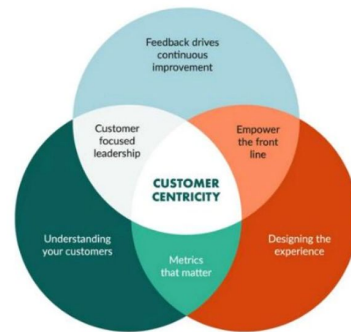 Feedback drives
continuous
improvement
Customer
focused
leadership
Empower
the front
line
CUSTOMER
CENTRICITY
Understanding
your customers
Metrics
that matter
Designing the
experience